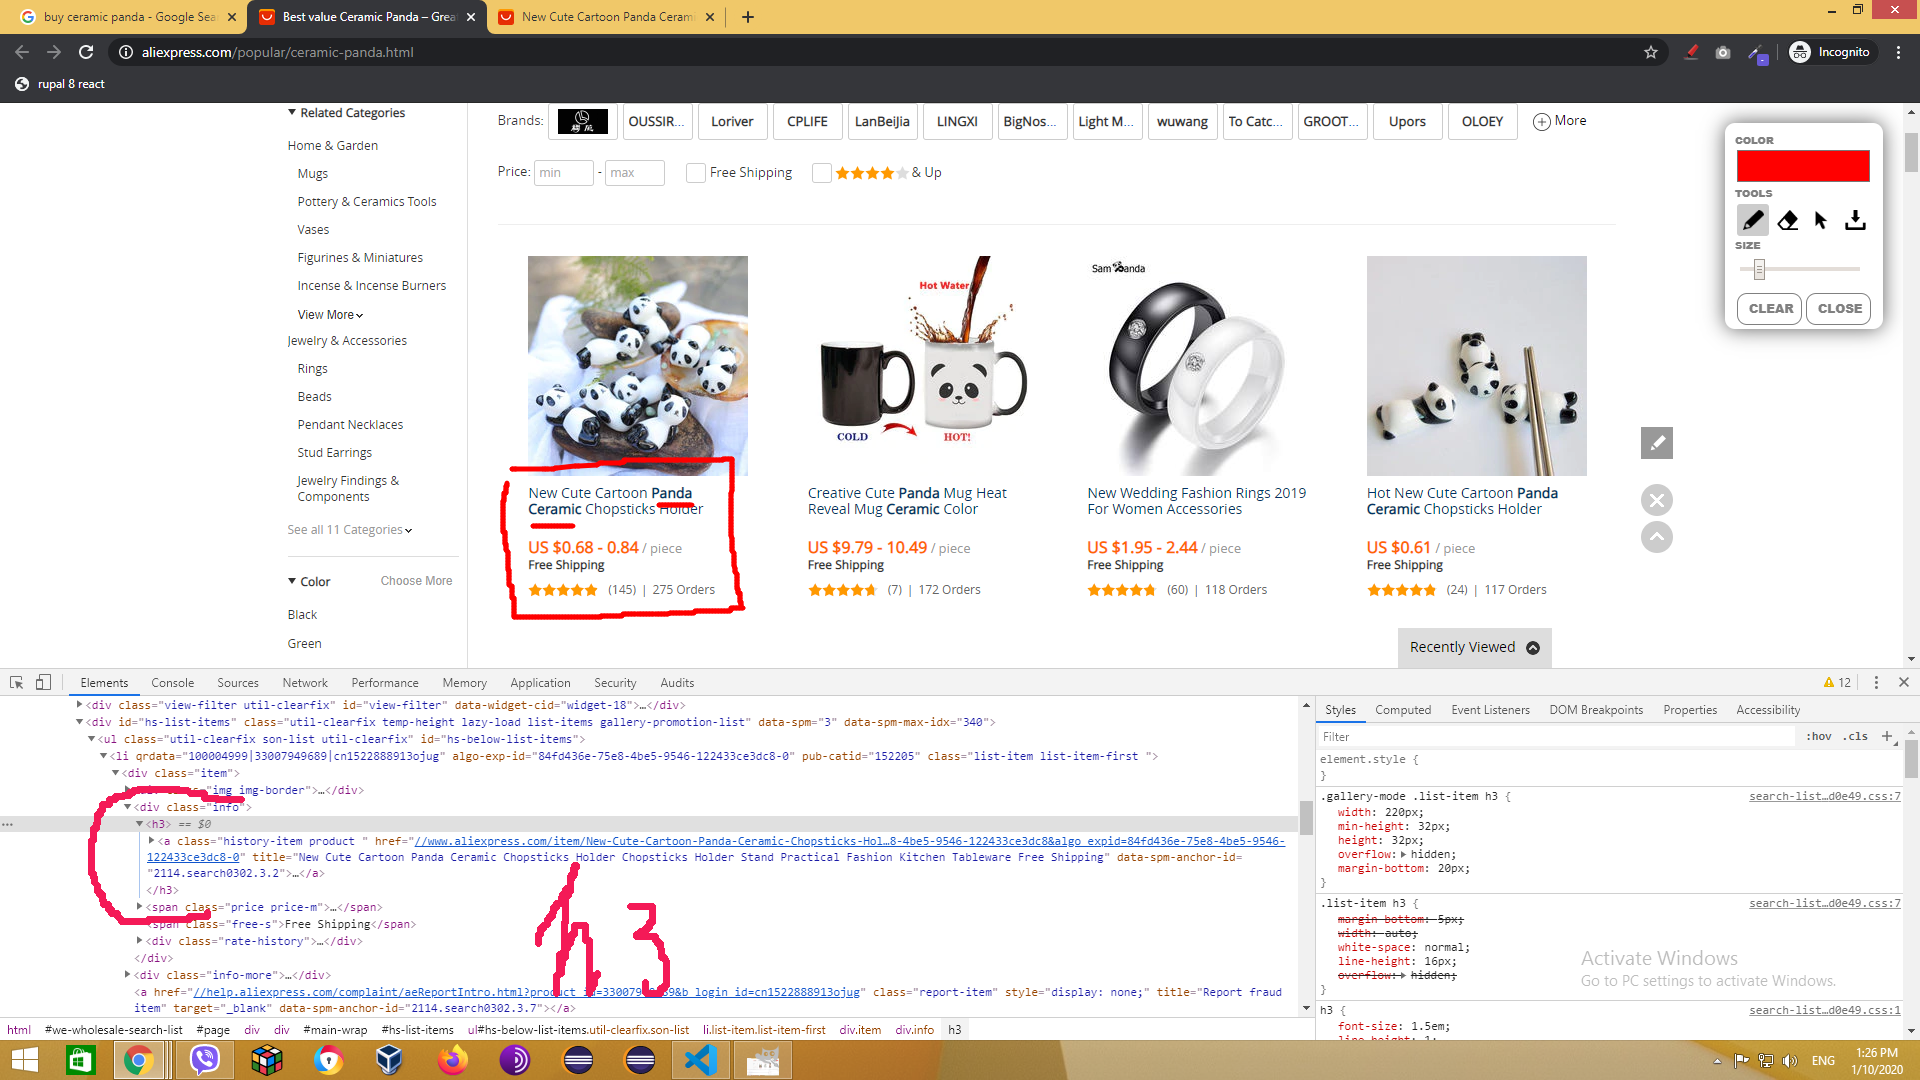 buy ceramic panda - Google Sea
Best value Ceramic Panda – Grea
New Cute Cartoon Panda Cerami
aliexpress.com/popular/ceramic-panda.html
Incognito
rupal 8 react
Related Categories
Home & Garden
Mugs
Pottery & Ceramics Tools
Vases
Figurines & Miniatures
Incense & Incense Burners
View More
Jewelry & Accessories
Rings
Beads
Pendant Necklaces
Stud Earrings
Jewelry Findings &
Components
See all 11 Categories
Color Choose More
Black
Green
Brands: OUSSIR... Loriver CPLIFE LanBeiJia LINGXI BigNos... Light M... wuwang To Catc... GROOT... Upors OLOEY More
Price: min - max Free Shipping & Up
Hot Water
COLD HOT!
Sam Panda
New Cute Cartoon Panda
Ceramic Chopsticks Holder
US $0.68 - 0.84 / piece
Free Shipping
(145) | 275 Orders
Creative Cute Panda Mug Heat
Reveal Mug Ceramic Color
US $9.79 - 10.49 / piece
Free Shipping
(7) | 172 Orders
New Wedding Fashion Rings 2019
For Women Accessories
US $1.95 - 2.44 / piece
Free Shipping
(60) | 118 Orders
Hot New Cute Cartoon Panda
Ceramic Chopsticks Holder
US $0.61 / piece
Free Shipping
(24) | 117 Orders
Recently Viewed
COLOR
TOOLS
SIZE
CLEAR CLOSE
Elements Console Sources Network Performance Memory Application Security Audits 12
<div class="view-filter util-clearfix" id="view-filter" data-widget-cid="widget-18">…</div>
<div id="hs-list-items" class="util-clearfix temp-height lazy-load list-items gallery-promotion-list" data-spm="3" data-spm-max-idx="340">
<ul class="util-clearfix son-list util-clearfix" id="hs-below-list-items">
<li qrdata="100004999|33007949689|cn1522888913ojug" algo-exp-id="84fd436e-75e8-4be5-9546-122433ce3dc8-0" pub-catid="152205" class="list-item list-item-first ">
<div class="item">
class="img img-border">…</div>
<div class="info">
<h3> == $0
<a class="history-item product " href="//www.aliexpress.com/item/New-Cute-Cartoon-Panda-Ceramic-Chopsticks-Hol…8-4be5-9546-122433ce3dc8&algo_expid=84fd436e-75e8-4be5-9546-
122433ce3dc8-0" title="New Cute Cartoon Panda Ceramic Chopsticks Holder Chopsticks Holder Stand Practical Fashion Kitchen Tableware Free Shipping" data-spm-anchor-id=
"2114.search0302.3.2">…</a>
</h3>
<span class="price price-m">…</span>
<span class="free-s">Free Shipping</span>
<div class="rate-history">…</div>
</div>
<div class="info-more">…</div>
<a href="//help.aliexpress.com/complaint/aeReportIntro.html?product_id=33007949689&b_login_id=cn1522888913ojug" class="report-item" style="display: none;" title="Report fraud
item" target="_blank" data-spm-anchor-id="2114.search0302.3.7"></a>
h3
html #we-wholesale-search-list #page div div #main-wrap #hs-list-items ul#hs-below-list-items.util-clearfix.son-list li.list-item.list-item-first div.item div.info h3
Styles Computed Event Listeners DOM Breakpoints Properties Accessibility
Filter :hov .cls +
element.style {
}
.gallery-mode .list-item h3 { search-list…d0e49.css:7
width: 220px;
min-height: 32px;
height: 32px;
overflow: hidden;
margin-bottom: 20px;
}
.list-item h3 { search-list…d0e49.css:7
margin-bottom: 5px;
width: auto;
white-space: normal;
line-height: 16px;
overflow: hidden;
}
h3 { search-list…d0e49.css:1
font-size: 1.5em;
line-height: 1;
Activate Windows
Go to PC settings to activate Windows.
ENG
1:26 PM
1/10/2020